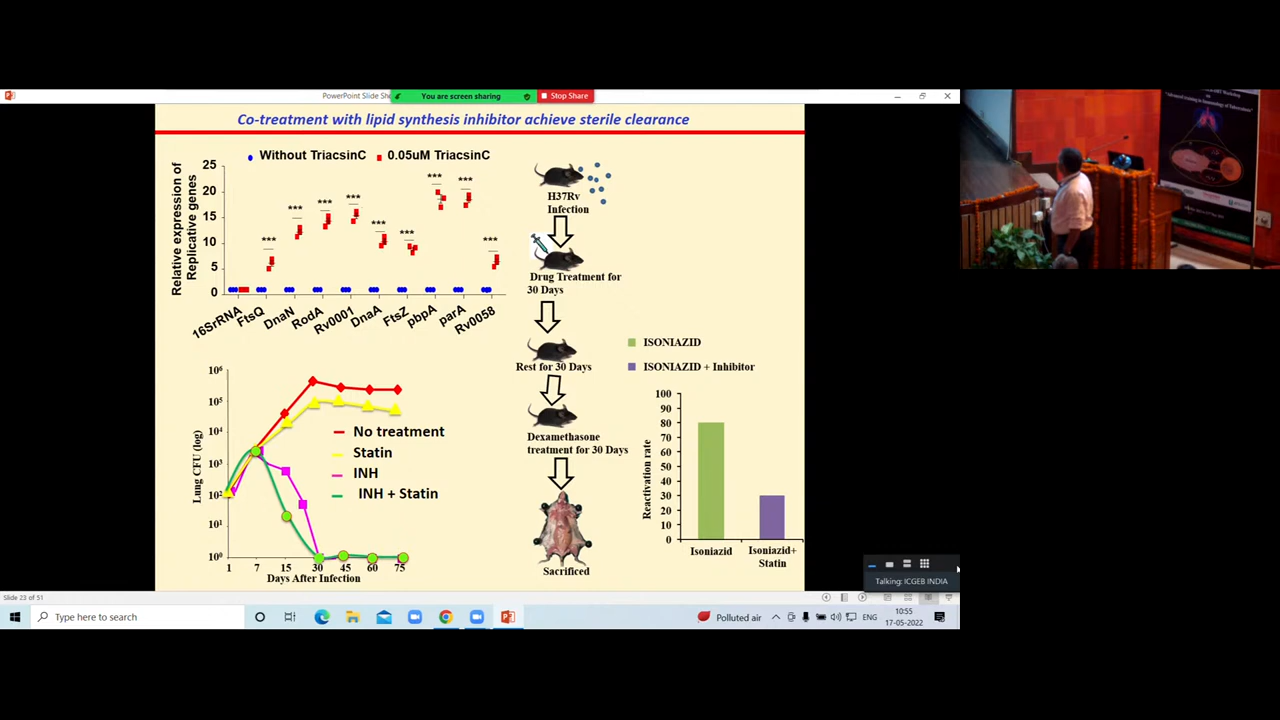 PowerPoint Slide Sh
You are screen sharing
Stop Share
Co-treatment with lipid synthesis inhibitor achieve sterile clearance
Without TriacsinC
0.05uM TriacsinC
Relative expression of
Replicative genes
25
20
15
10
5
0
***
***
***
***
***
***
***
***
***
16SrRNA
FtsQ
DnaN
RodA
Rv0001
DnaA
FtsZ
pbpA
parA
Rv0058
H37Rv
Infection
Drug Treatment for
30 Days
Rest for 30 Days
Dexamethasone
treatment for 30 Days
Sacrificed
Lung CFU (log)
10⁶
10⁵
10⁴
10³
10²
10¹
10⁰
No treatment
Statin
INH
INH + Statin
1 7 15 30 45 60 75
Days After Infection
ISONIAZID
ISONIAZID + Inhibitor
Reactivation rate
100
90
80
70
60
50
40
30
20
10
0
Isoniazid
Isoniazid+
Statin
Talking: ICGEB INDIA
Slide 23 of 51
Type here to search
Polluted air
ENG
10:55
17-05-2022
Workshop